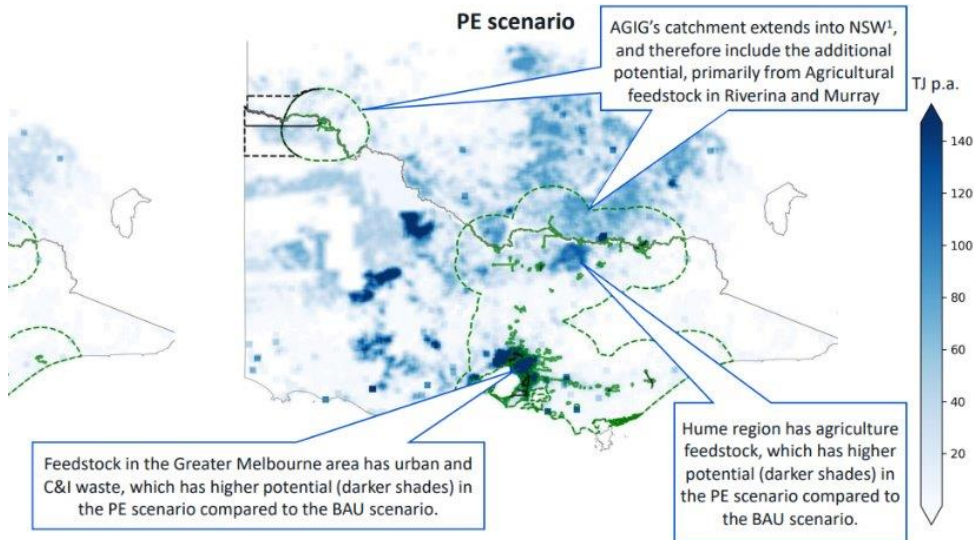 PE scenario
AGIG's catchment extends into NSW¹,
and therefore include the additional
potential, primarily from Agricultural
feedstock in Riverina and Murray
TJ p.a.
140
120
100
80
60
40
20
0
Feedstock in the Greater Melbourne area has urban and
C&I waste, which has higher potential (darker shades) in
the PE scenario compared to the BAU scenario.
Hume region has agriculture
feedstock, which has higher
potential (darker shades) in
the PE scenario compared to
the BAU scenario.